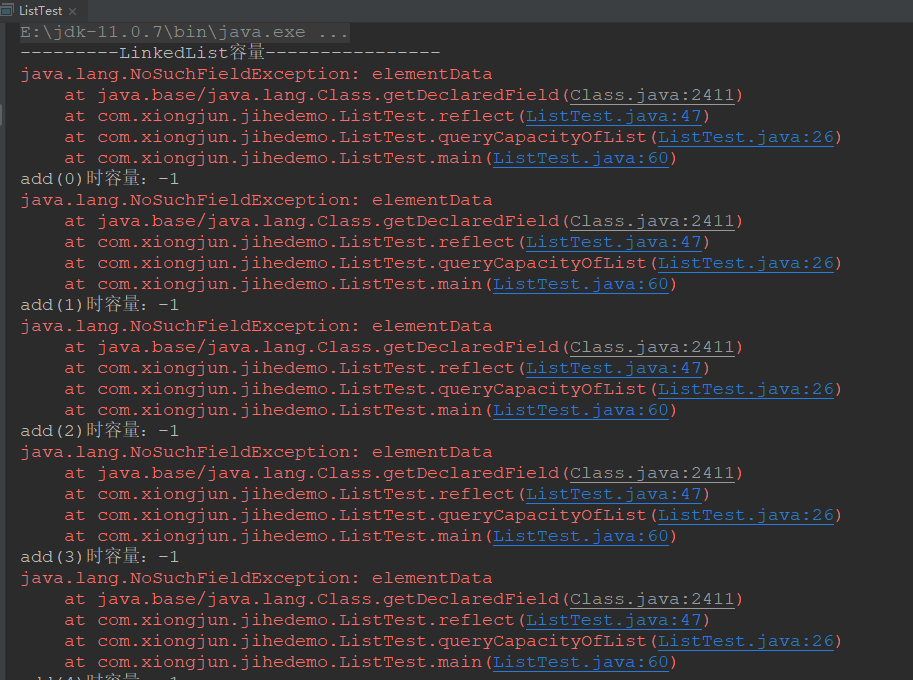 ListTest ×
E:\jdk-11.0.7\bin\java.exe ...
---------LinkedList容量----------------
java.lang.NoSuchFieldException: elementData
at java.base/java.lang.Class.getDeclaredField(Class.java:2411)
at com.xiongjun.jihedemo.ListTest.reflect(ListTest.java:47)
at com.xiongjun.jihedemo.ListTest.queryCapacityOfList(ListTest.java:26)
at com.xiongjun.jihedemo.ListTest.main(ListTest.java:60)
add(0)时容量：-1
java.lang.NoSuchFieldException: elementData
at java.base/java.lang.Class.getDeclaredField(Class.java:2411)
at com.xiongjun.jihedemo.ListTest.reflect(ListTest.java:47)
at com.xiongjun.jihedemo.ListTest.queryCapacityOfList(ListTest.java:26)
at com.xiongjun.jihedemo.ListTest.main(ListTest.java:60)
add(1)时容量：-1
java.lang.NoSuchFieldException: elementData
at java.base/java.lang.Class.getDeclaredField(Class.java:2411)
at com.xiongjun.jihedemo.ListTest.reflect(ListTest.java:47)
at com.xiongjun.jihedemo.ListTest.queryCapacityOfList(ListTest.java:26)
at com.xiongjun.jihedemo.ListTest.main(ListTest.java:60)
add(2)时容量：-1
java.lang.NoSuchFieldException: elementData
at java.base/java.lang.Class.getDeclaredField(Class.java:2411)
at com.xiongjun.jihedemo.ListTest.reflect(ListTest.java:47)
at com.xiongjun.jihedemo.ListTest.queryCapacityOfList(ListTest.java:26)
at com.xiongjun.jihedemo.ListTest.main(ListTest.java:60)
add(3)时容量：-1
java.lang.NoSuchFieldException: elementData
at java.base/java.lang.Class.getDeclaredField(Class.java:2411)
at com.xiongjun.jihedemo.ListTest.reflect(ListTest.java:47)
at com.xiongjun.jihedemo.ListTest.queryCapacityOfList(ListTest.java:26)
at com.xiongjun.jihedemo.ListTest.main(ListTest.java:60)